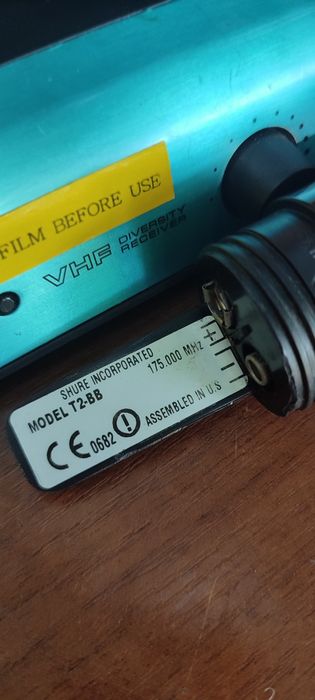 FILM BEFORE USE
VHF DIVERSITY
RECEIVER
SHURE INCORPORATED
MODEL T2-BB 175.000 MHz
CE 0682 ASSEMBLED IN U.S
+